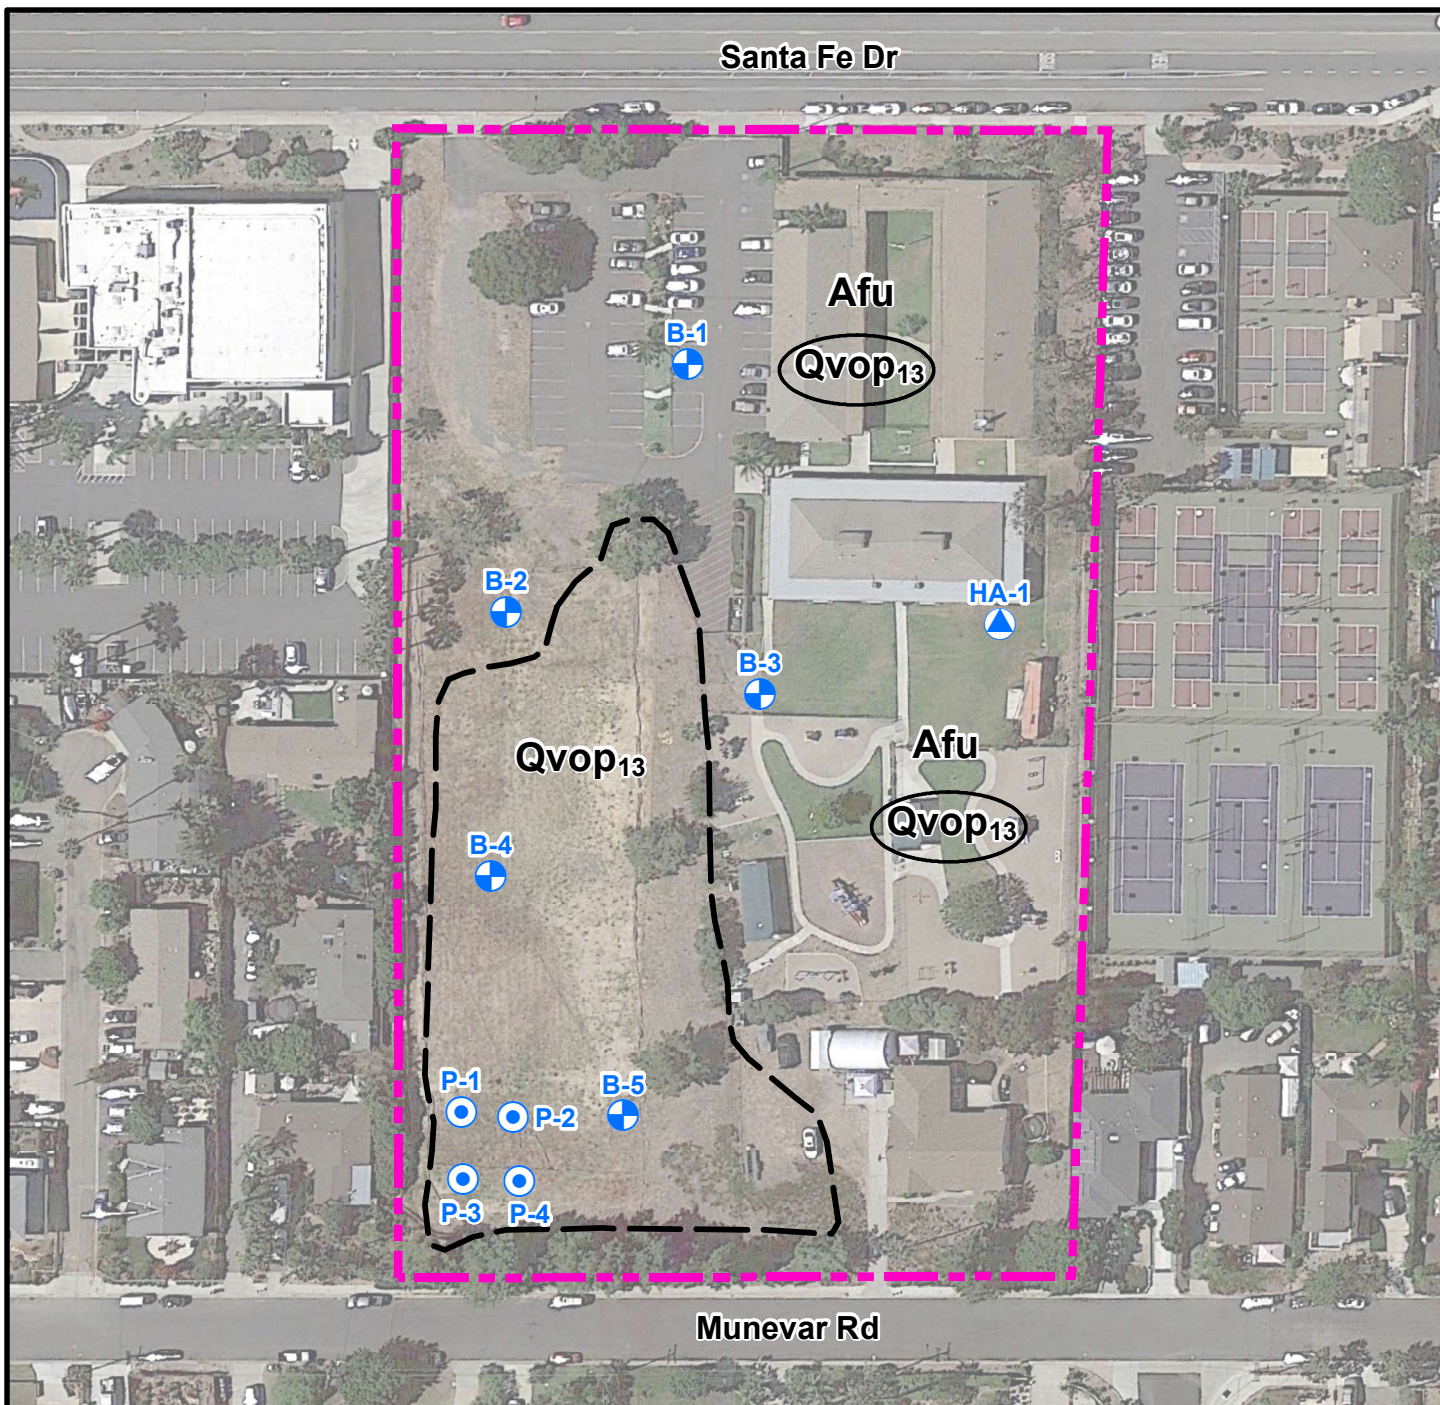 Santa Fe Dr
Afu
B-1
Qvop₁₃
B-2
HA-1
B-3
Qvop₁₃
Afu
Qvop₁₃
B-4
P-1
B-5
P-2
P-3
P-4
Munevar Rd